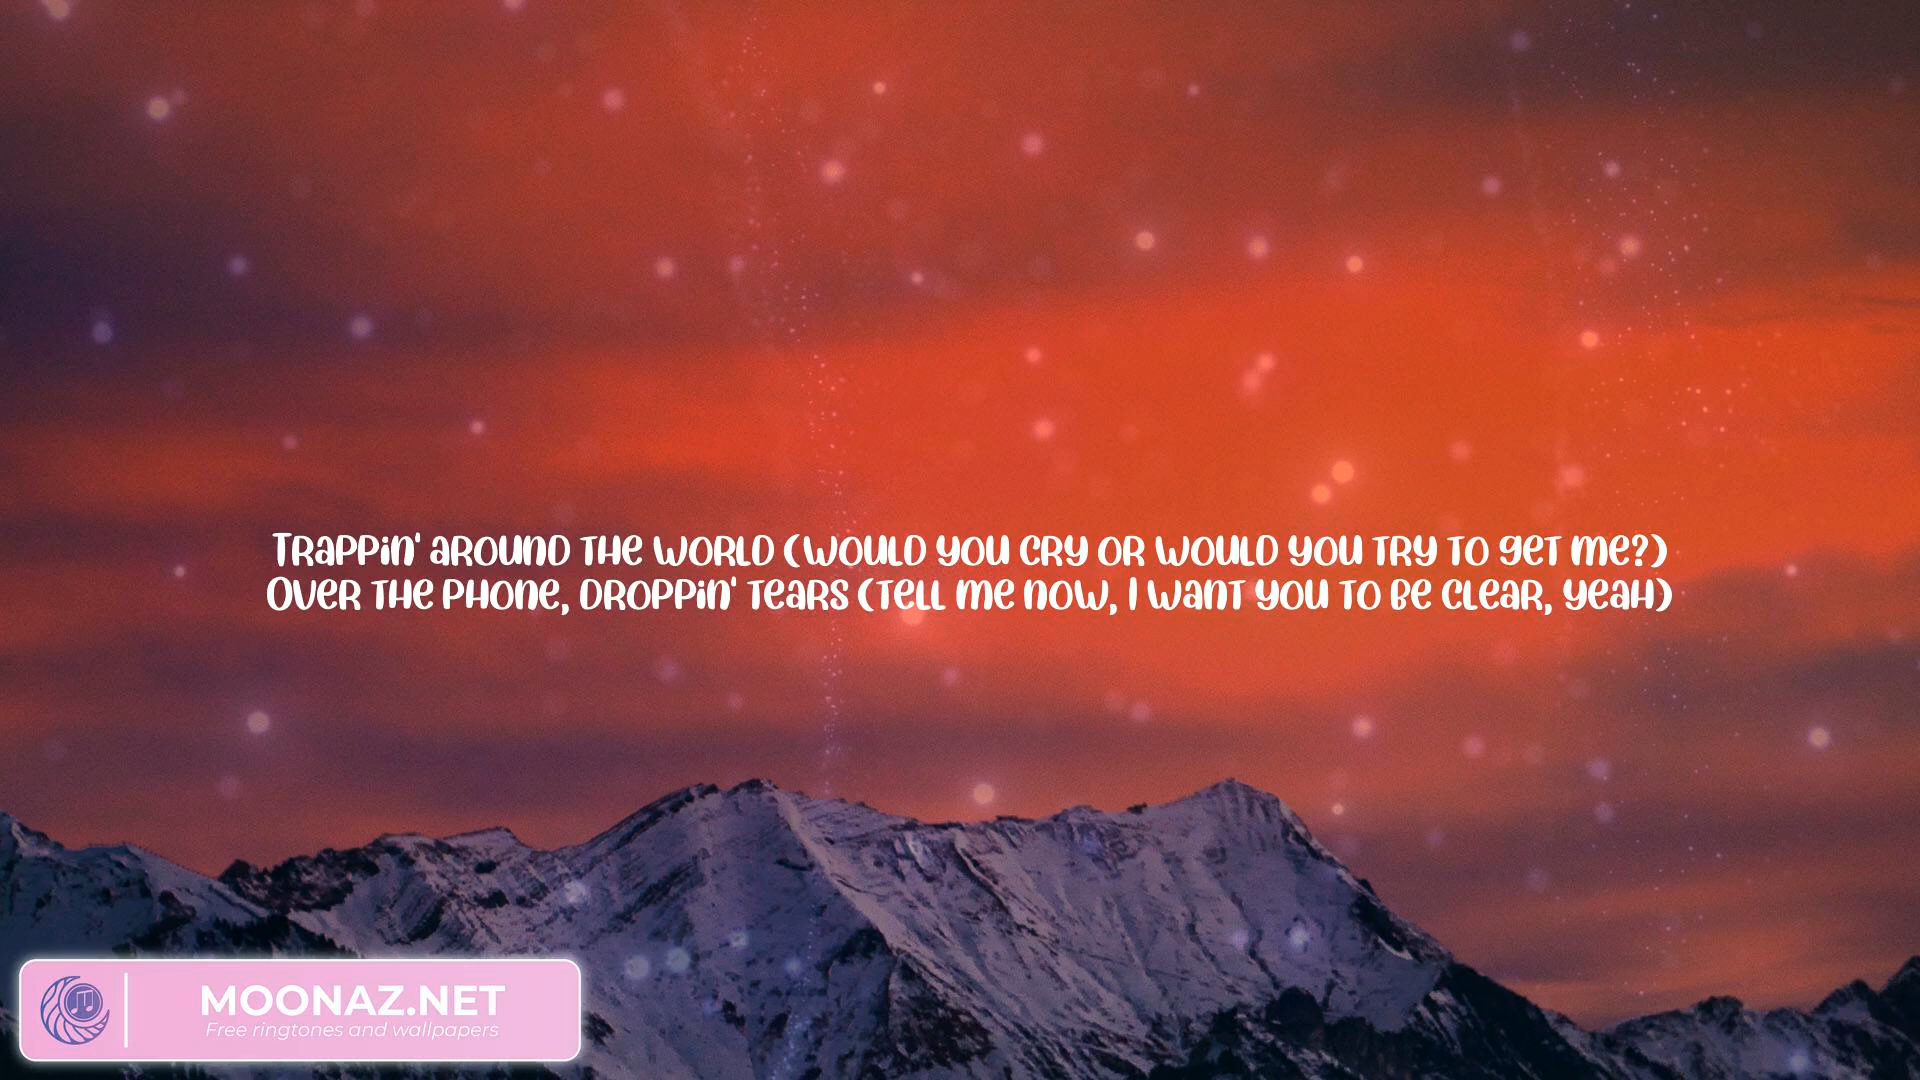 Trappin' around the world (would you cry or would you try to get me?)
Over the phone, droppin' tears (tell me now, I want you to be clear, yeah)
MOONAZ.NET
Free ringtones and wallpapers